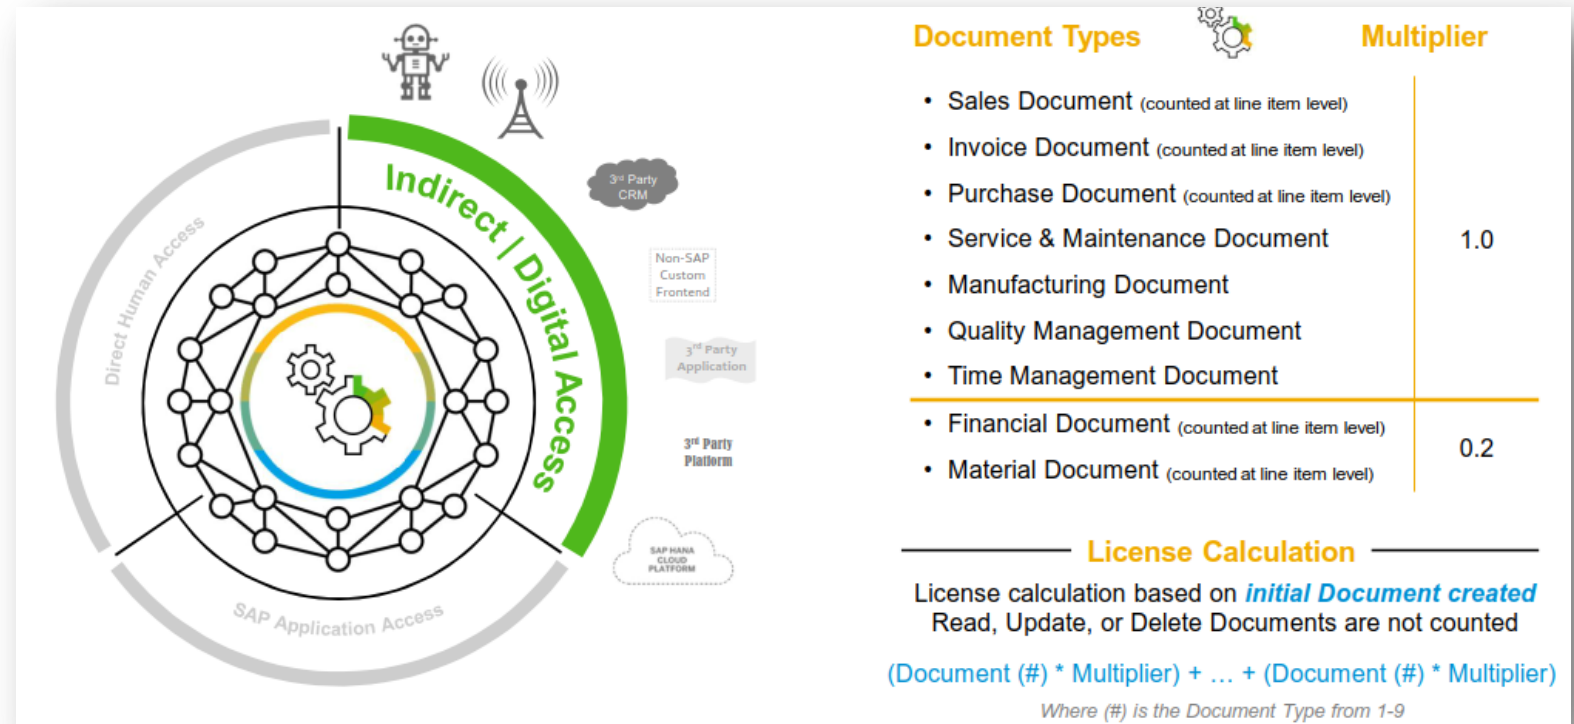 Direct Human Access
Indirect | Digital Access
SAP Application Access
3rd Party
CRM
Non-SAP
Custom
Frontend
3rd Party
Application
3rd Party
Platform
SAP HANA
CLOUD
PLATFORM
Document Types
Multiplier
• Sales Document (counted at line item level)
• Invoice Document (counted at line item level)
• Purchase Document (counted at line item level)
• Service & Maintenance Document
1.0
• Manufacturing Document
• Quality Management Document
• Time Management Document
• Financial Document (counted at line item level)
0.2
• Material Document (counted at line item level)
License Calculation
License calculation based on initial Document created
Read, Update, or Delete Documents are not counted
(Document (#) * Multiplier) + … + (Document (#) * Multiplier)
Where (#) is the Document Type from 1-9